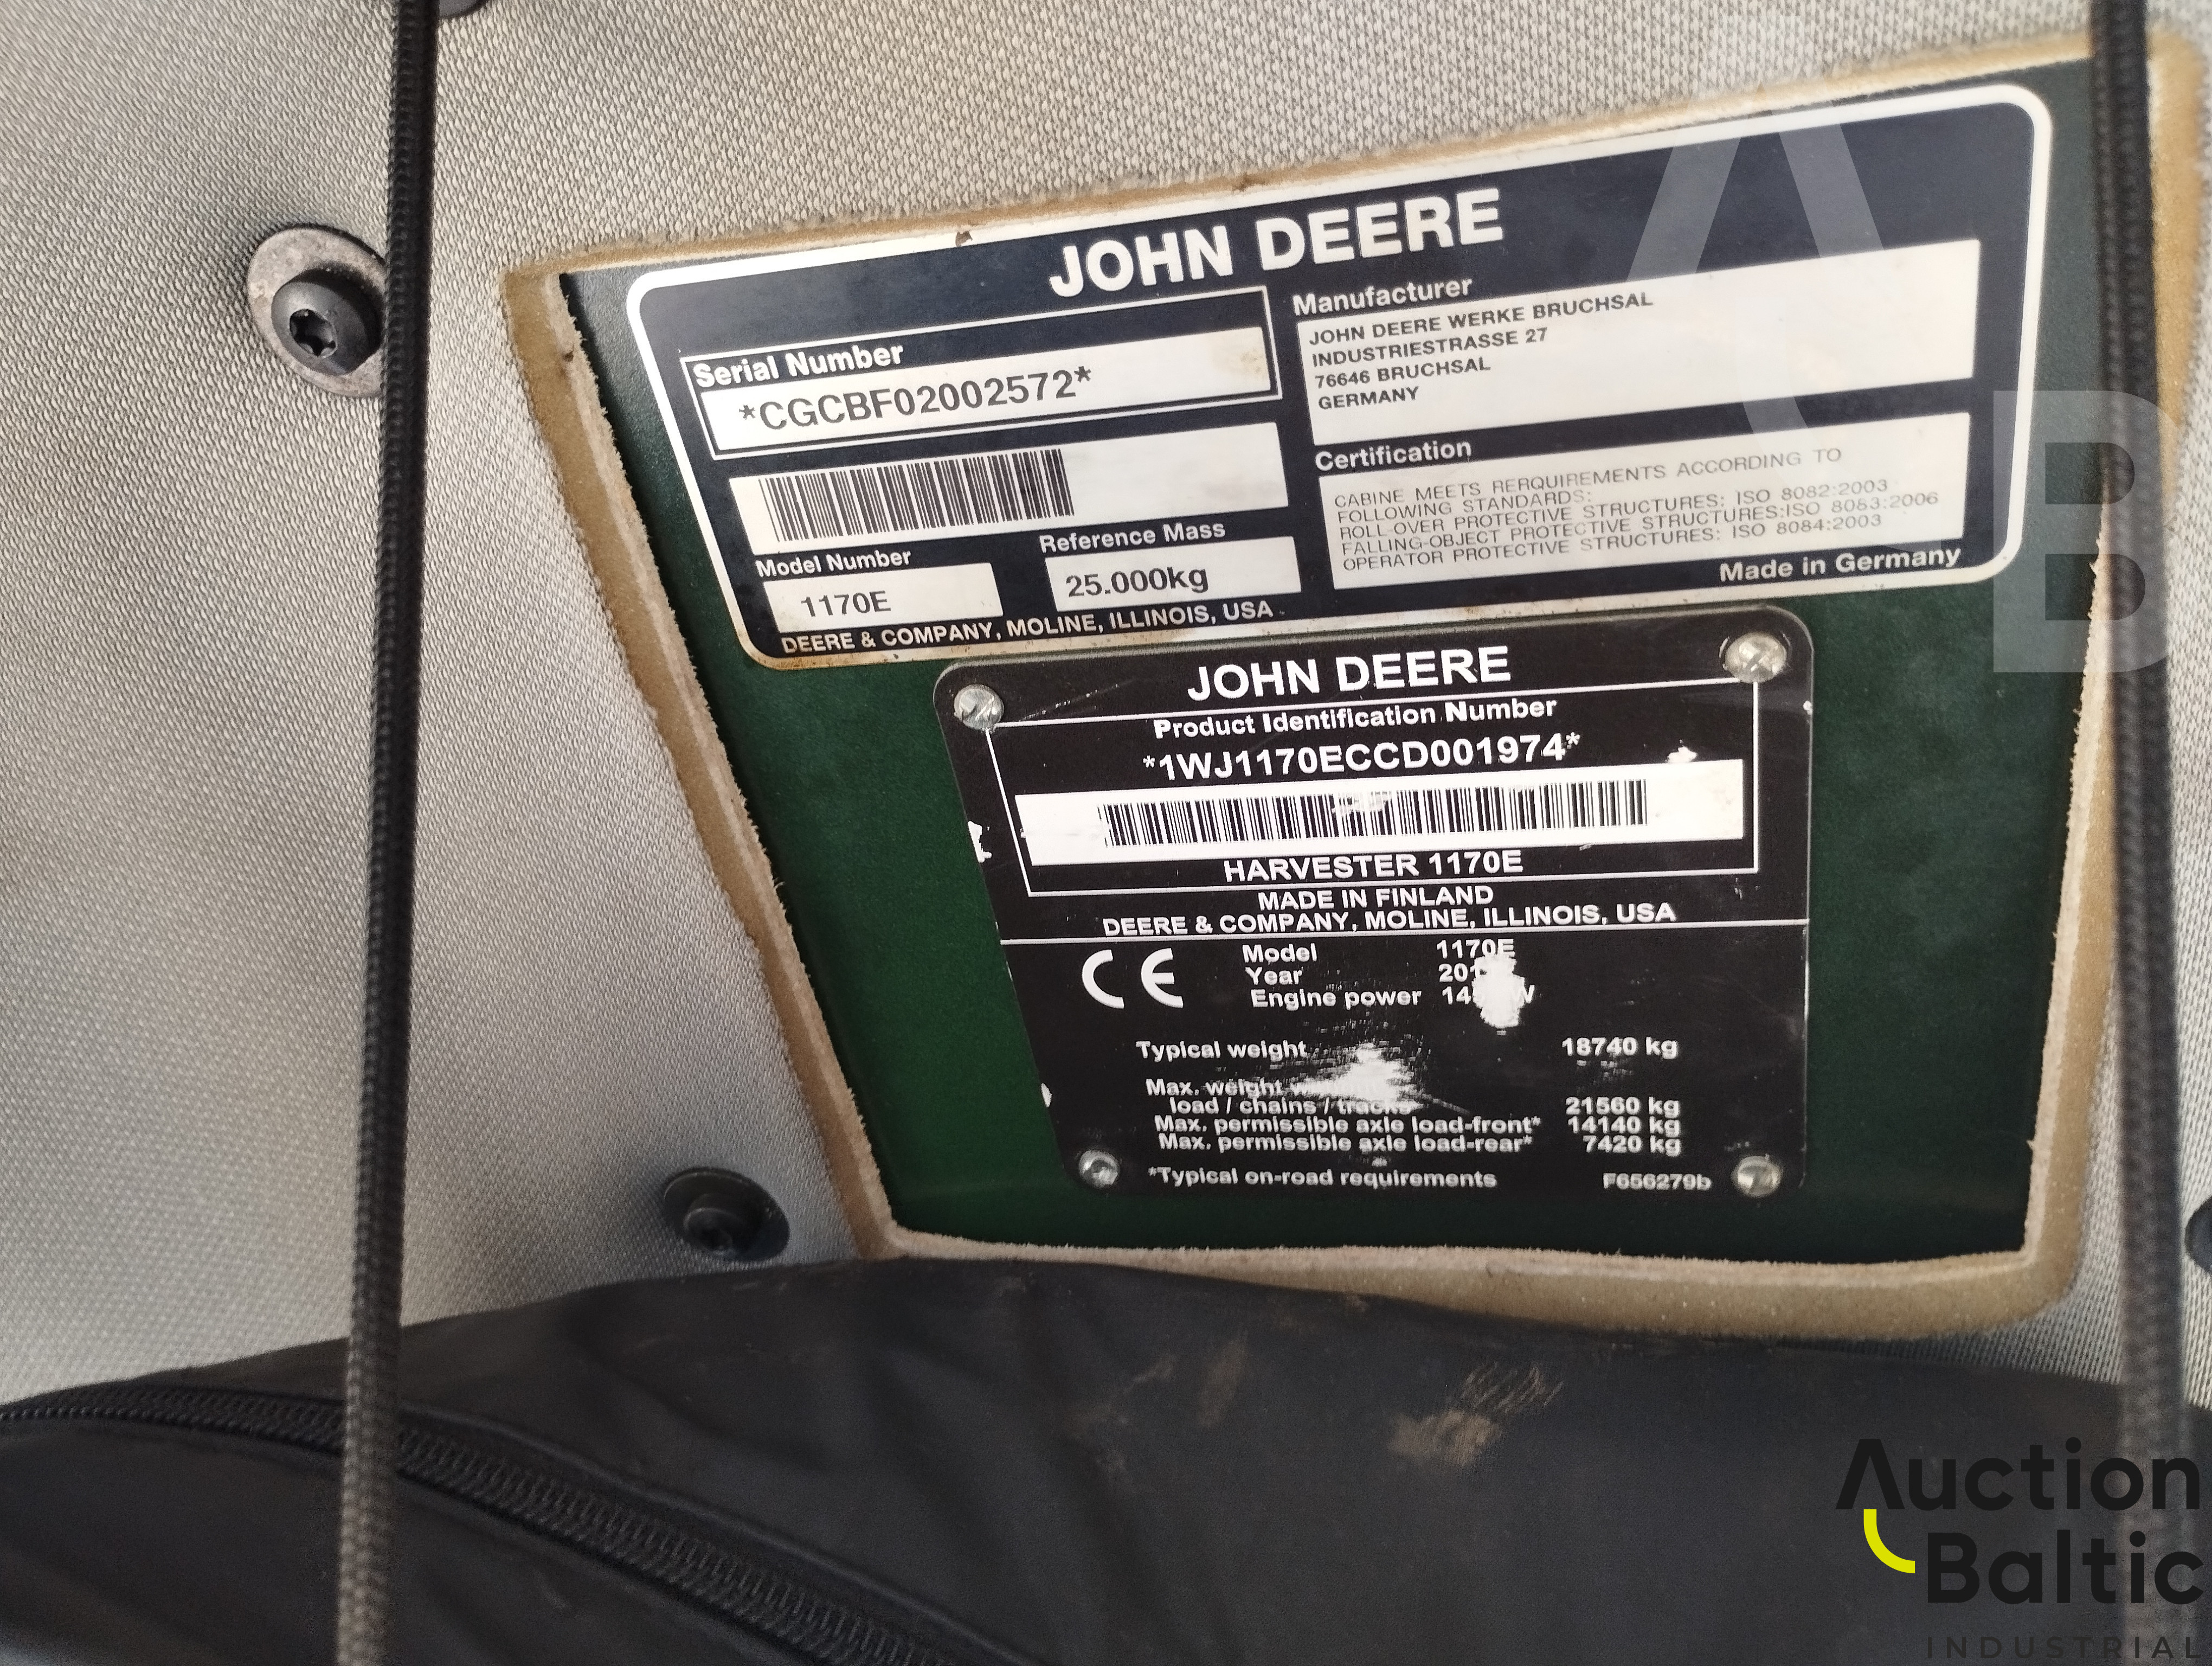 JOHN DEERE
Serial Number
*CGCBF02002572*
Model Number
1170E
Reference Mass
25.000kg
DEERE & COMPANY, MOLINE, ILLINOIS, USA
Manufacturer
JOHN DEERE WERKE BRUCHSAL
INDUSTRIESTRASSE 27
76646 BRUCHSAL
GERMANY
Certification
CABINE MEETS RERQUIREMENTS ACCORDING TO
FOLLOWING STANDARDS:
ROLL-OVER PROTECTIVE STRUCTURES: ISO 8082:2003
FALLING-OBJECT PROTECTIVE STRUCTURES:ISO 8083:2006
OPERATOR PROTECTIVE STRUCTURES: ISO 8084:2003
Made in Germany
JOHN DEERE
Product Identification Number
*1WJ1170ECCD001974*
HARVESTER 1170E
MADE IN FINLAND
DEERE & COMPANY, MOLINE, ILLINOIS, USA
CE
Model 1170E
Year
Engine power
Typical weight 18740 kg
Max. weight
load / chains / tracks 21560 kg
Max. permissible axle load-front* 14140 kg
Max. permissible axle load-rear* 7420 kg
*Typical on-road requirements F656279b
AB
Auction
Baltic
INDUSTRIAL